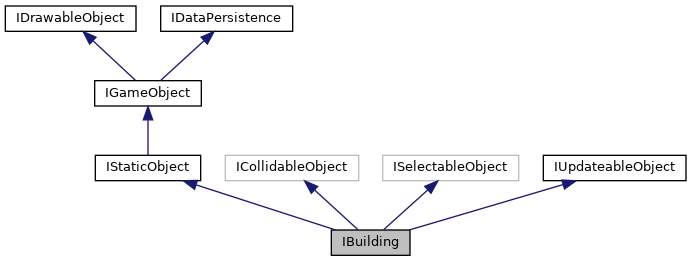 IDrawableObject
IDataPersistence
IGameObject
IStaticObject
ICollidableObject
ISelectableObject
IUpdateableObject
IBuilding